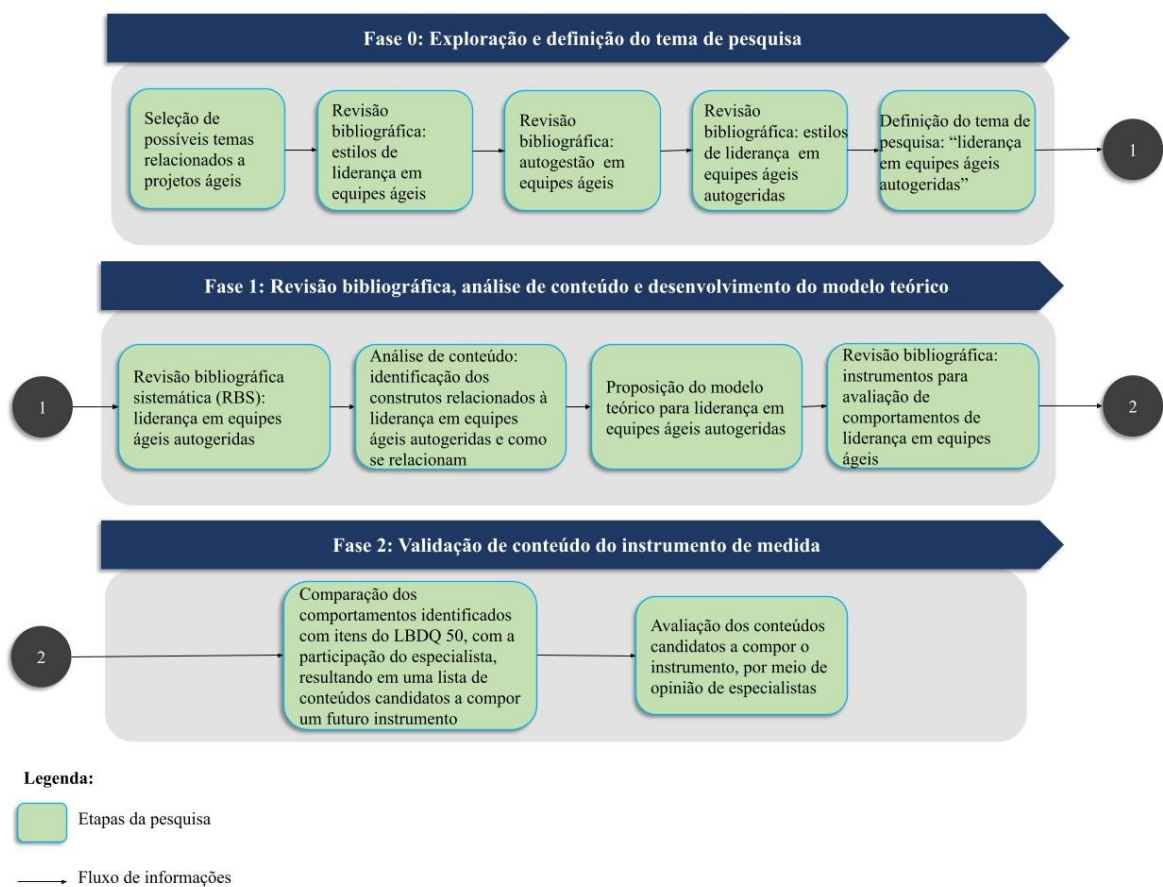 Fase 0: Exploração e definição do tema de pesquisa
Seleção de
possíveis temas
relacionados a
projetos ágeis
Revisão
bibliográfica:
estilos de
liderança em
equipes ágeis
Revisão
bibliográfica:
autogestão em
equipes ágeis
Revisão
bibliográfica: estilos
de liderança em
equipes ágeis
autogeridas
Definição do tema de
pesquisa: “liderança
em equipes ágeis
autogeridas”
1
Fase 1: Revisão bibliográfica, análise de conteúdo e desenvolvimento do modelo teórico
1
Revisão bibliográfica
sistemática (RBS):
liderança em equipes
ágeis autogeridas
Análise de conteúdo:
identificação dos
construtos relacionados à
liderança em equipes
ágeis autogeridas e como
se relacionam
Proposição do modelo
teórico para liderança em
equipes ágeis autogeridas
Revisão bibliográfica:
instrumentos para
avaliação de
comportamentos de
liderança em equipes
ágeis
2
Fase 2: Validação de conteúdo do instrumento de medida
2
Comparação dos
comportamentos identificados
com itens do LBDQ 50, com a
participação do especialista,
resultando em uma lista de
conteúdos candidatos a compor
um futuro instrumento
Avaliação dos conteúdos
candidatos a compor o
instrumento, por meio de
opinião de especialistas
Legenda:
Etapas da pesquisa
Fluxo de informações